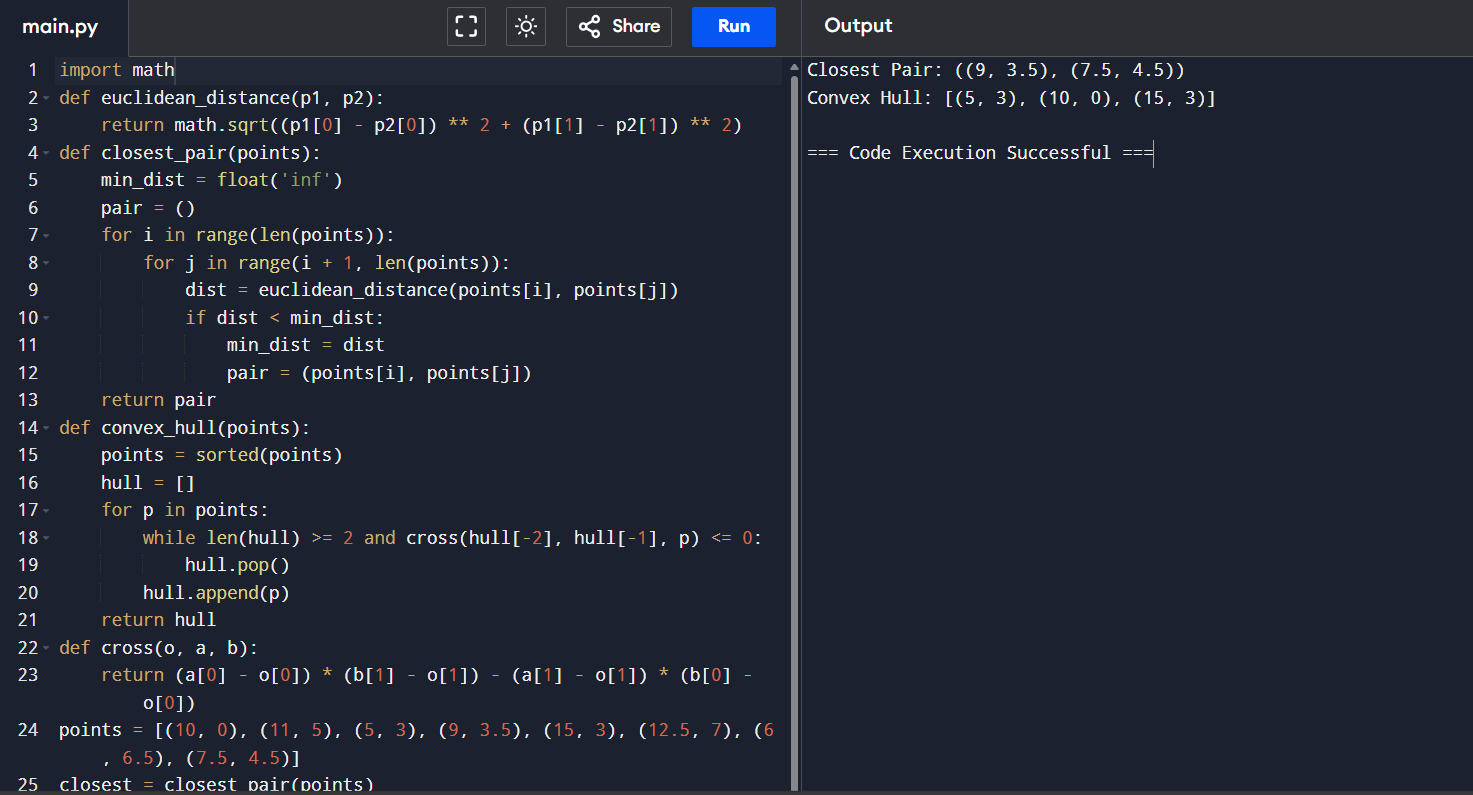 main.py
Share
Run
Output
1 import math
2 def euclidean_distance(p1, p2):
3     return math.sqrt((p1[0] - p2[0]) ** 2 + (p1[1] - p2[1]) ** 2)
4 def closest_pair(points):
5     min_dist = float('inf')
6     pair = ()
7     for i in range(len(points)):
8         for j in range(i + 1, len(points)):
9             dist = euclidean_distance(points[i], points[j])
10             if dist < min_dist:
11                 min_dist = dist
12                 pair = (points[i], points[j])
13     return pair
14 def convex_hull(points):
15     points = sorted(points)
16     hull = []
17     for p in points:
18         while len(hull) >= 2 and cross(hull[-2], hull[-1], p) <= 0:
19             hull.pop()
20         hull.append(p)
21     return hull
22 def cross(o, a, b):
23     return (a[0] - o[0]) * (b[1] - o[1]) - (a[1] - o[1]) * (b[0] -
        o[0])
24 points = [(10, 0), (11, 5), (5, 3), (9, 3.5), (15, 3), (12.5, 7), (6
    , 6.5), (7.5, 4.5)]
25 closest = closest_pair(points)
Closest Pair: ((9, 3.5), (7.5, 4.5))
Convex Hull: [(5, 3), (10, 0), (15, 3)]
=== Code Execution Successful ===